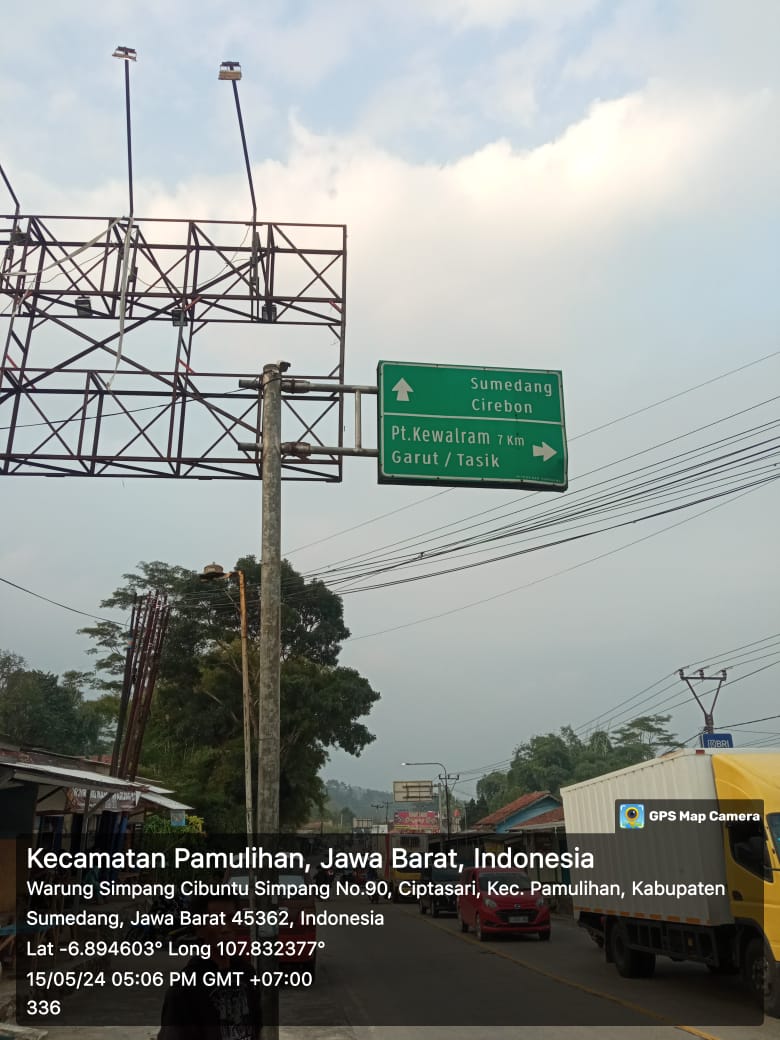 Sumedang
Cirebon
Pt.Kewalram 7 Km
Garut / Tasik
BRI
GPS Map Camera
Kecamatan Pamulihan, Jawa Barat, Indonesia
Warung Simpang Cibuntu Simpang No.90, Ciptasari, Kec. Pamulihan, Kabupaten
Sumedang, Jawa Barat 45362, Indonesia
Lat -6.894603° Long 107.832377°
15/05/24 05:06 PM GMT +07:00
336